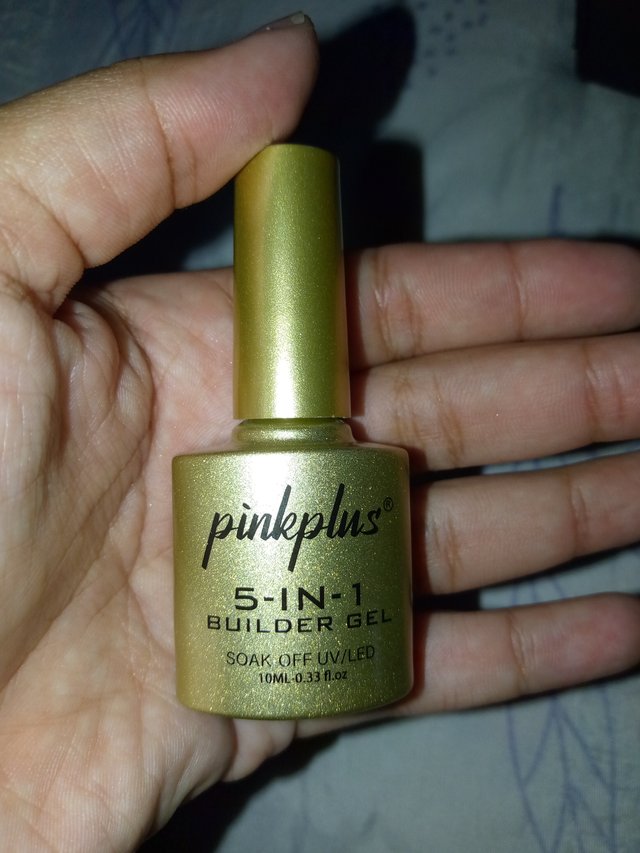 pinkplus®
5-IN-1
BUILDER GEL
SOAK OFF UV/LED
10ML-0.33 fl.oz